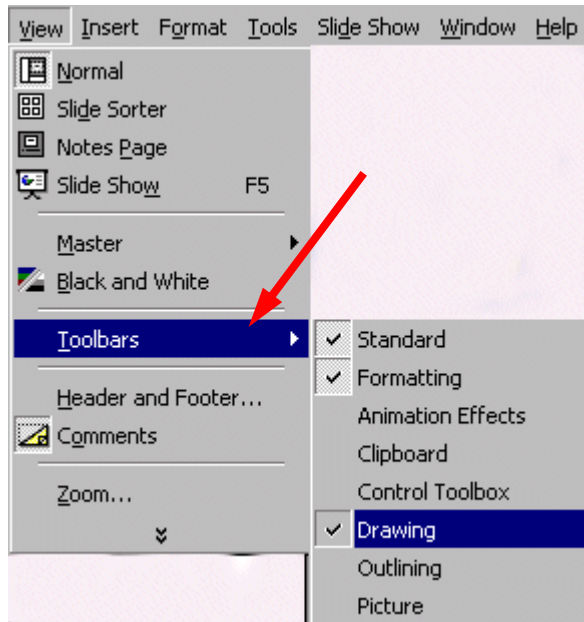 View Insert Format Tools Slide Show Window Help
Normal
Slide Sorter
Notes Page
Slide Show F5
Master
Black and White
Toolbars
Header and Footer...
Comments
Zoom...
Standard
Formatting
Animation Effects
Clipboard
Control Toolbox
Drawing
Outlining
Picture